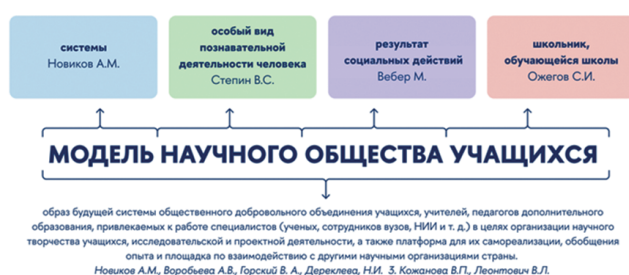 системы
Новиков А.М.
особый вид
познавательной
деятельности человека
Степин В.С.
результат
социальных действий
Вебер М.
школьник,
обучающейся школы
Ожегов С.И.
МОДЕЛЬ НАУЧНОГО ОБЩЕСТВА УЧАЩИХСЯ
образ будущей системы общественного добровольного объединения учащихся, учителей, педагогов дополнительного
образования, привлекаемых к работе специалистов (ученых, сотрудников вузов, НИИ и т. д.) в целях организации научного
творчества учащихся, исследовательской и проектной деятельности, а также платформа для их самореализации, обобщения
опыта и площадка по взаимодействию с другими научными организациями страны.
Новиков А.М., Воробьева А.В., Горский В. А., Дереклева, Н.И. 3. Кожанова В.П., Леонтович В.Л.